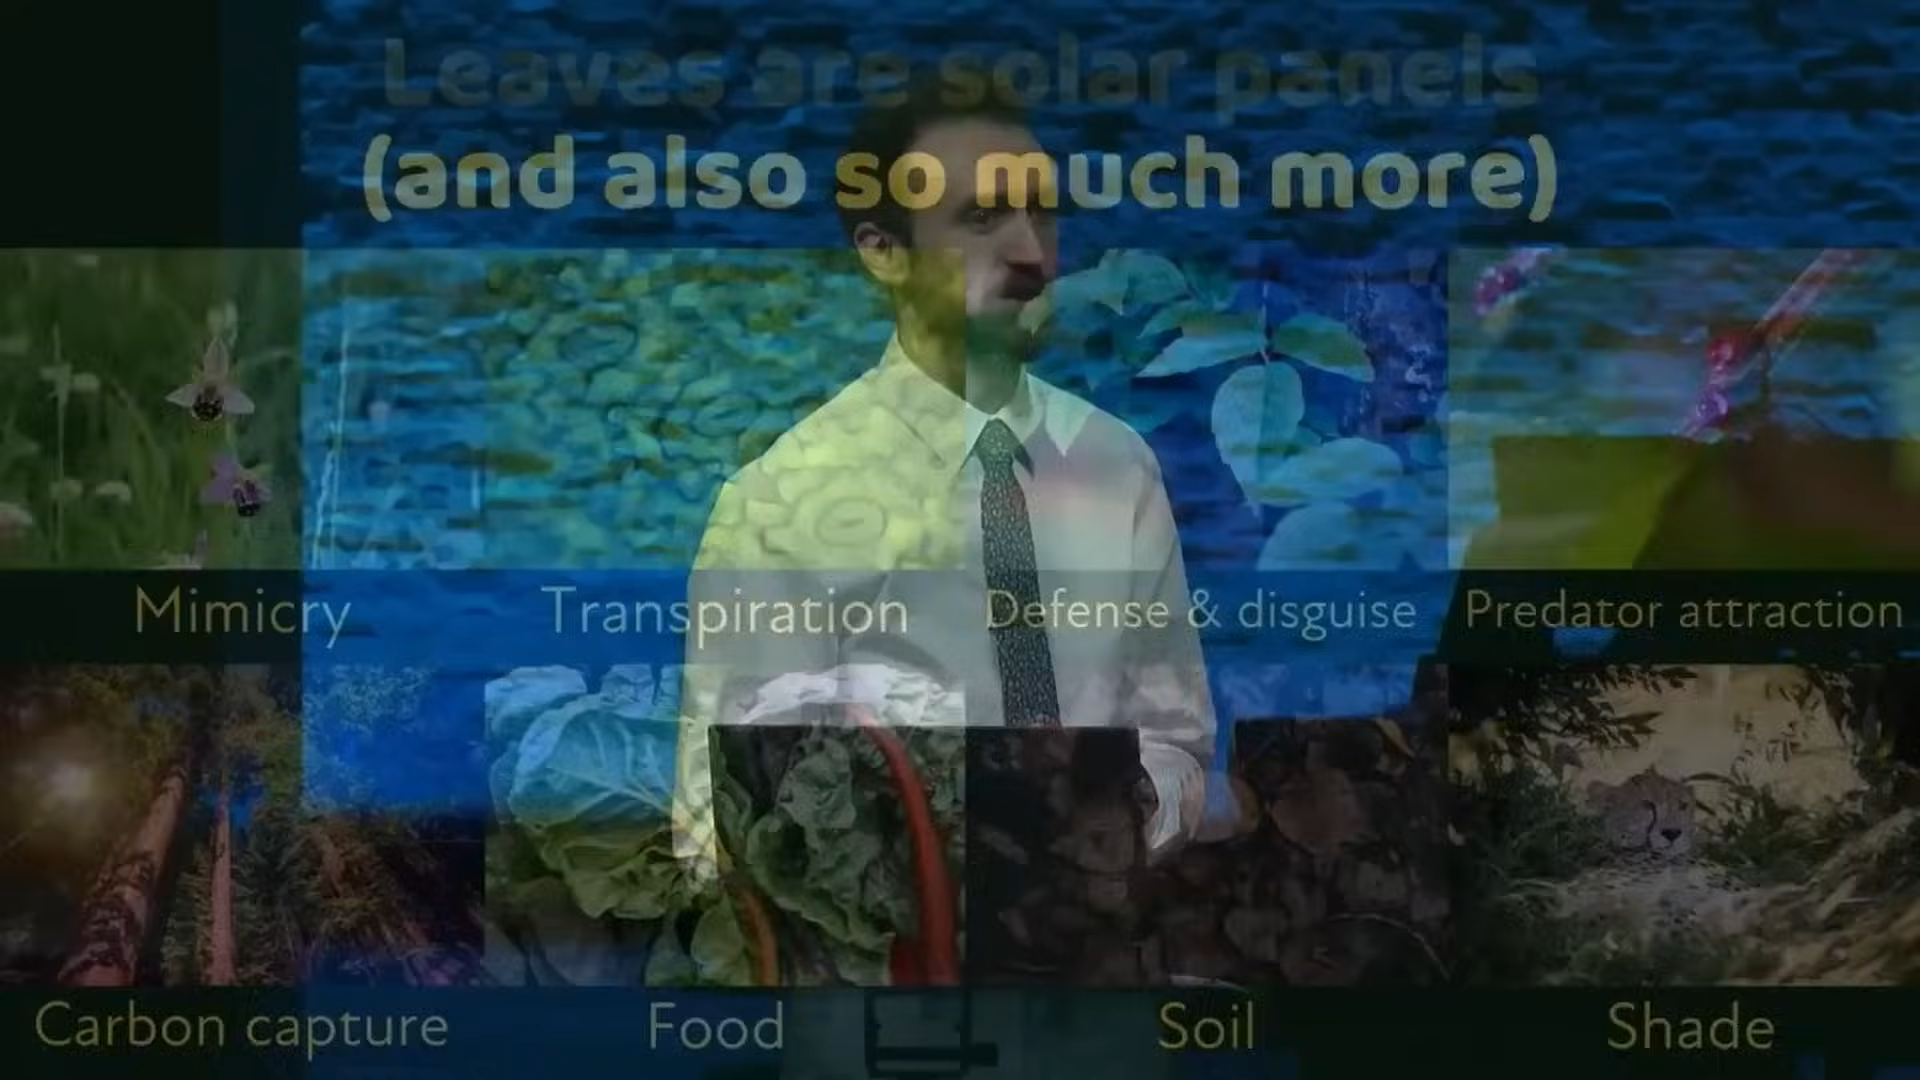 Leaves are solar panels
(and also so much more)
Mimicry
Transpiration
Defense & disguise
Predator attraction
Carbon capture
Food
Soil
Shade